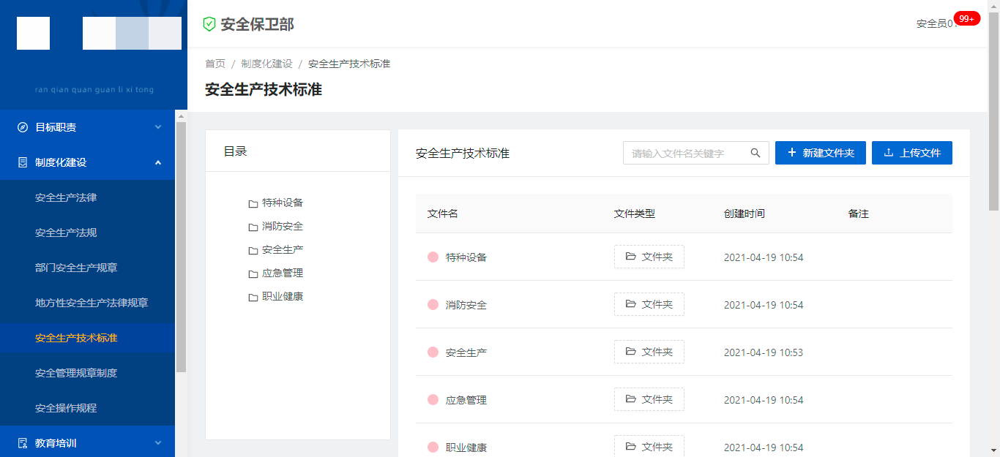 ran qian quan guan li xi tong
目标职责
制度化建设
安全生产法律
安全生产法规
部门安全生产规章
地方性安全生产法律规章
安全生产技术标准
安全管理规章制度
安全操作规程
教育培训
安全保卫部
安全员0
99+
首页 / 制度化建设 / 安全生产技术标准
安全生产技术标准
目录
特种设备
消防安全
安全生产
应急管理
职业健康
安全生产技术标准
请输入文件名关键字
新建文件夹
上传文件
文件名 文件类型 创建时间 备注
特种设备 文件夹 2021-04-19 10:54
消防安全 文件夹 2021-04-19 10:54
安全生产 文件夹 2021-04-19 10:53
应急管理 文件夹 2021-04-19 10:54
职业健康 文件夹 2021-04-19 10:54